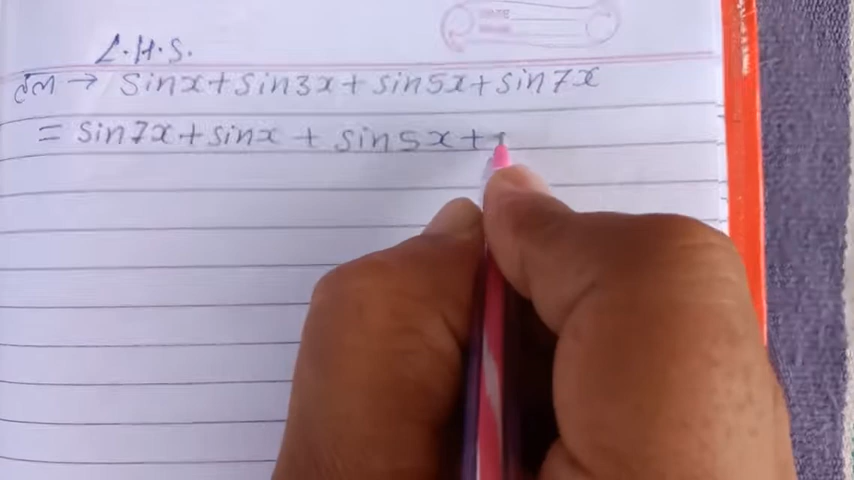 L.H.S.
हल → sinx + sin3x + sin5x + sin7x
= sin7x + sinx + sin5x +